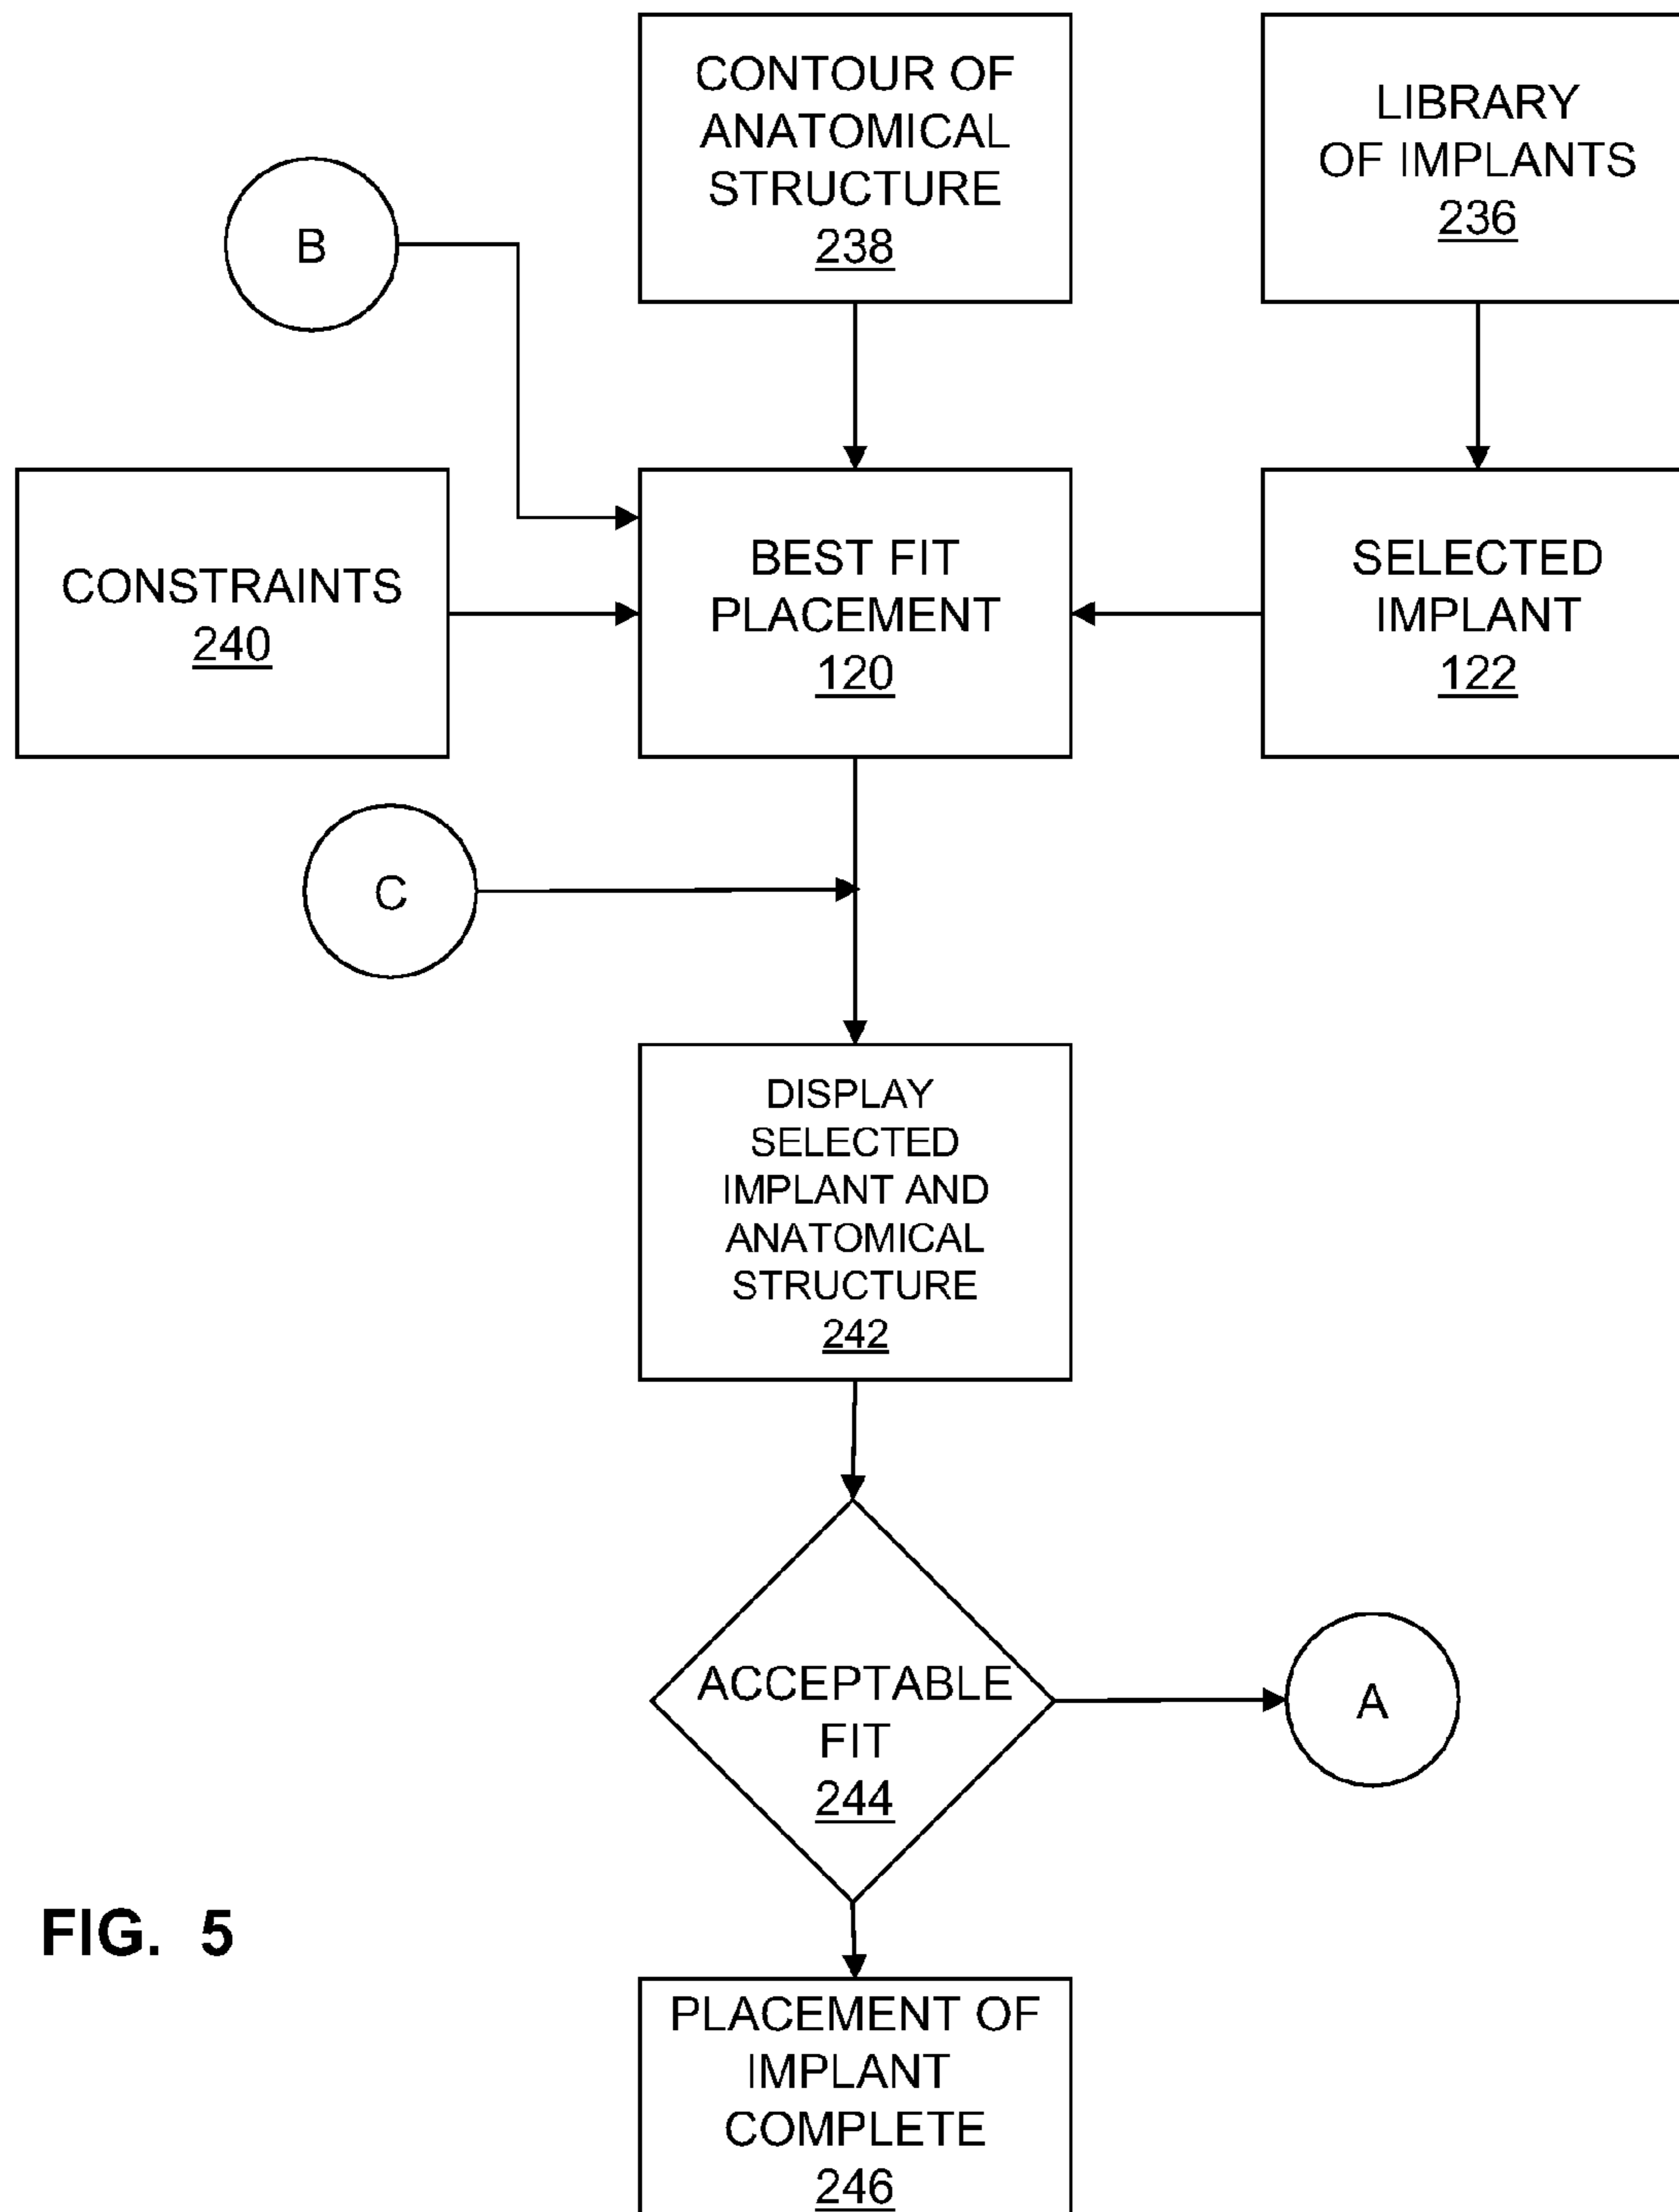 CONTOUR OF
ANATOMICAL
STRUCTURE
238
LIBRARY
OF IMPLANTS
236
B
CONSTRAINTS
240
BEST FIT
PLACEMENT
120
SELECTED
IMPLANT
122
C
DISPLAY
SELECTED
IMPLANT AND
ANATOMICAL
STRUCTURE
242
ACCEPTABLE
FIT
244
A
FIG. 5
PLACEMENT OF
IMPLANT
COMPLETE
246